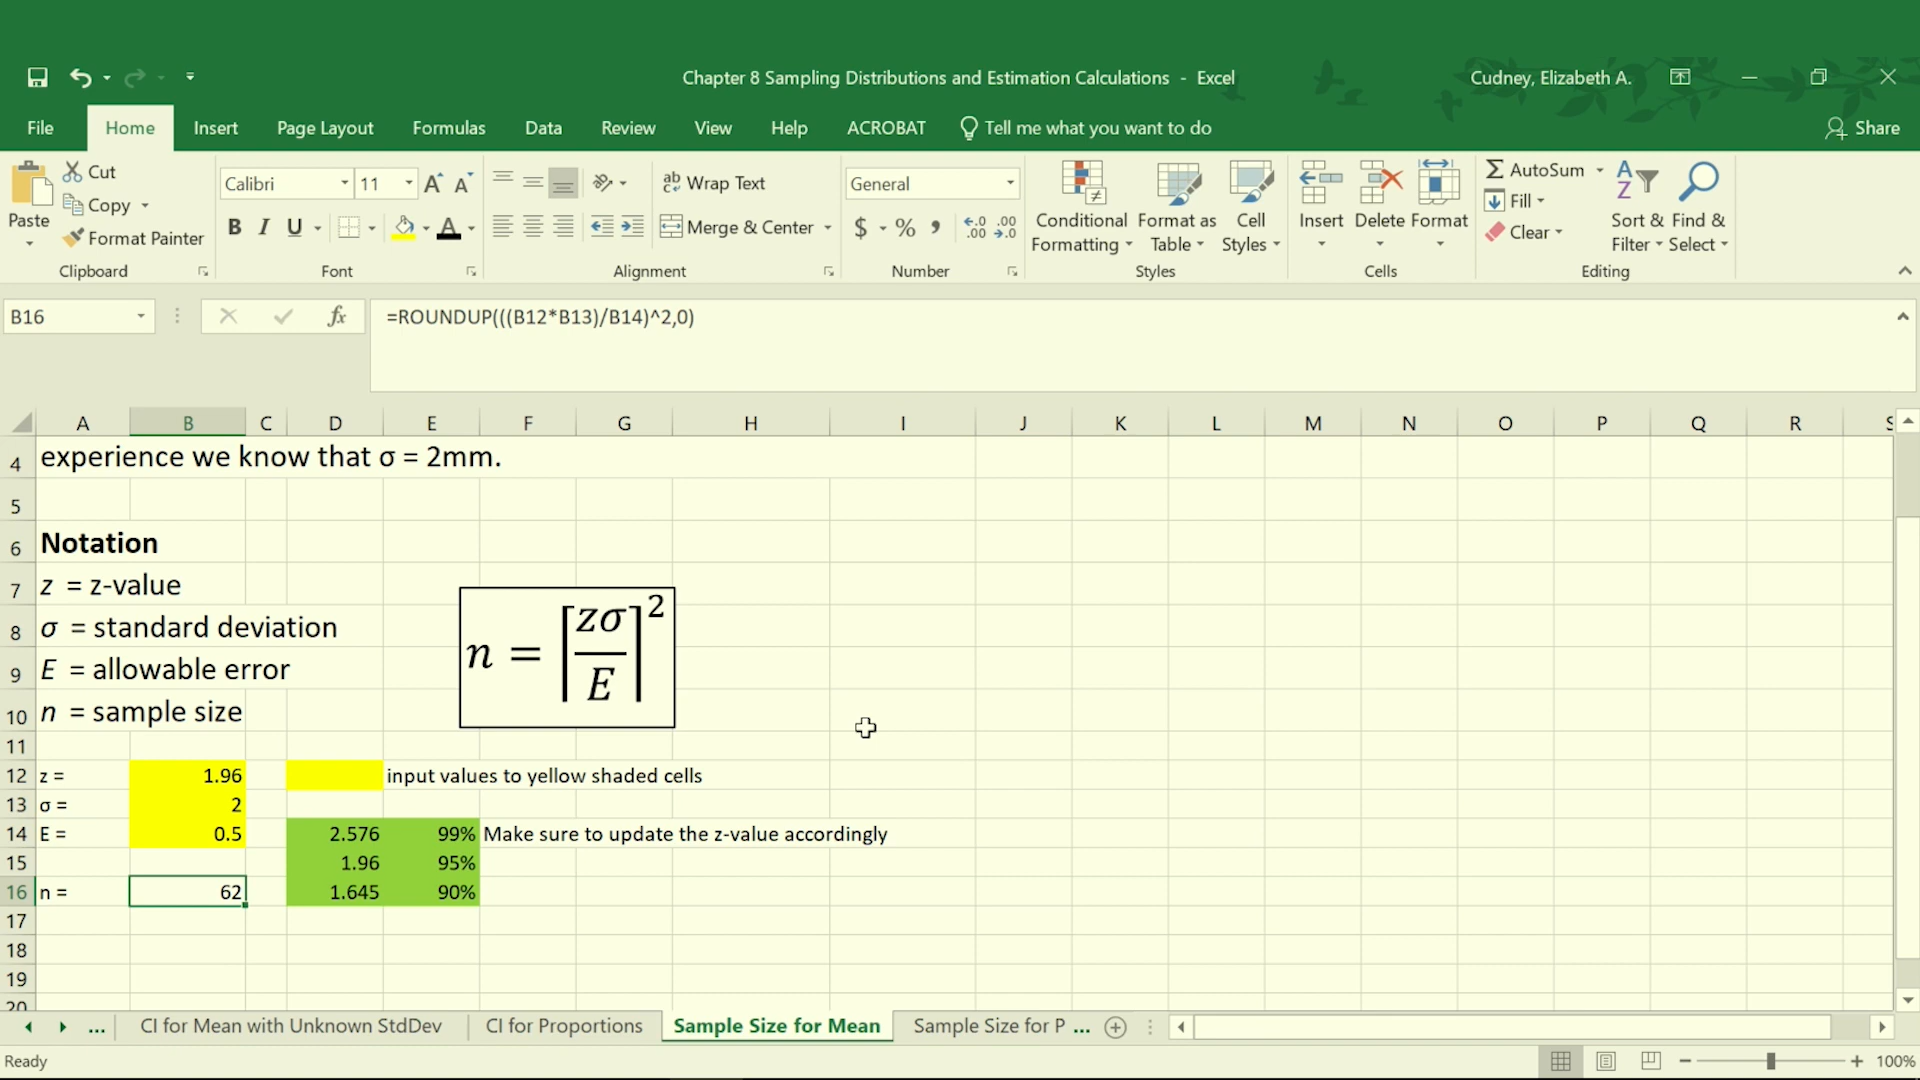 Chapter 8 Sampling Distributions and Estimation Calculations - Excel
Cudney, Elizabeth A.
File Home Insert Page Layout Formulas Data Review View Help ACROBAT Tell me what you want to do Share
Paste
Cut
Copy
Format Painter
Clipboard
Calibri 11
B I U
Font
Wrap Text
Merge & Center
Alignment
General
$ % ,
Number
Conditional Formatting
Format as Table
Cell Styles
Styles
Insert
Delete
Format
Cells
AutoSum
Fill
Clear
Sort & Filter
Find & Select
Editing
B16 fx =ROUNDUP(((B12*B13)/B14)^2,0)
A B C D E F G H I J K L M N O P Q R S
4 experience we know that σ = 2mm.
5
6 Notation
7 z = z-value
8 σ = standard deviation
9 E = allowable error
10 n = sample size
n = ⌈zσ/E⌉²
11
12 z = 1.96 input values to yellow shaded cells
13 σ = 2
14 E = 0.5 2.576 99% Make sure to update the z-value accordingly
15 1.96 95%
16 n = 62 1.645 90%
17
18
19
20
... CI for Mean with Unknown StdDev CI for Proportions Sample Size for Mean Sample Size for P ...
Ready 100%